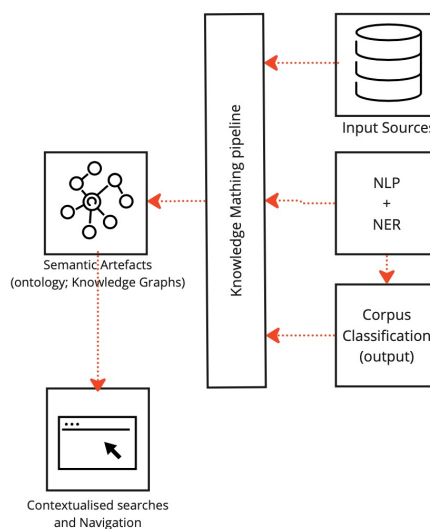 Input Sources
Knowledge Mathing pipeline
NLP
+
NER
Semantic Artefacts
(ontology; Knowledge Graphs)
Corpus
Classification
(output)
Contextualised searches
and Navigation